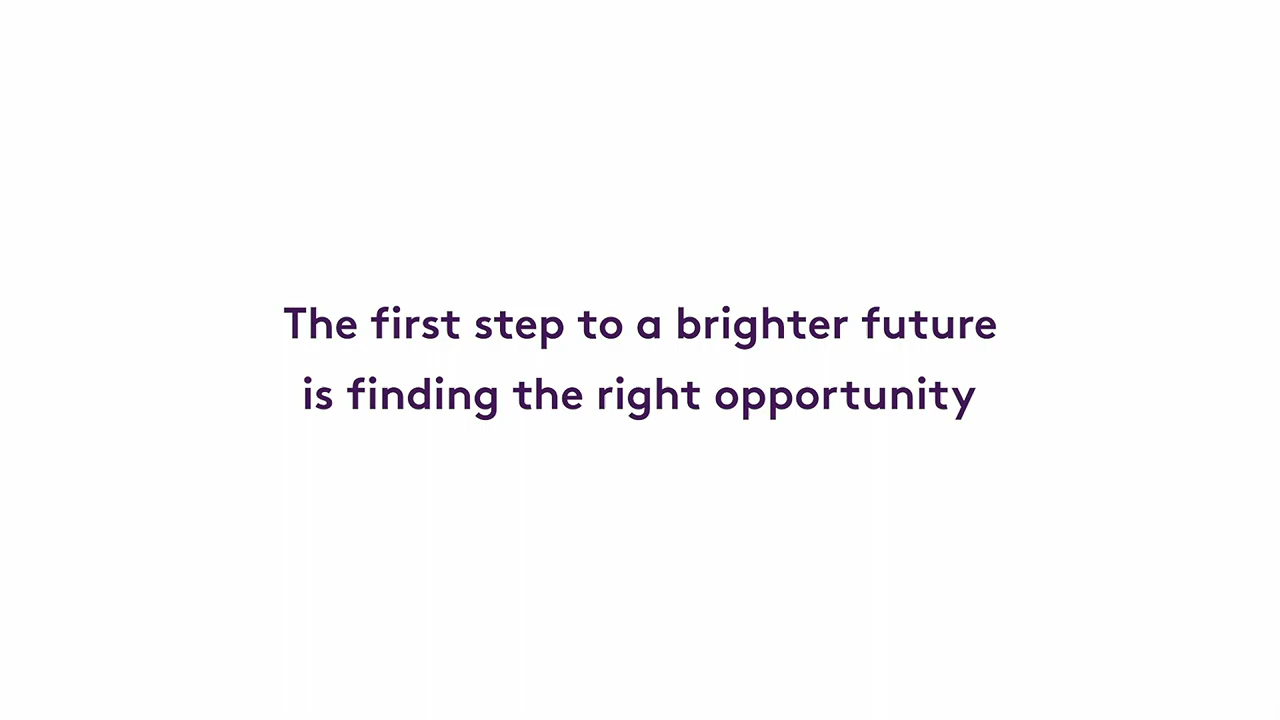 The first step to a brighter future
is finding the right opportunity